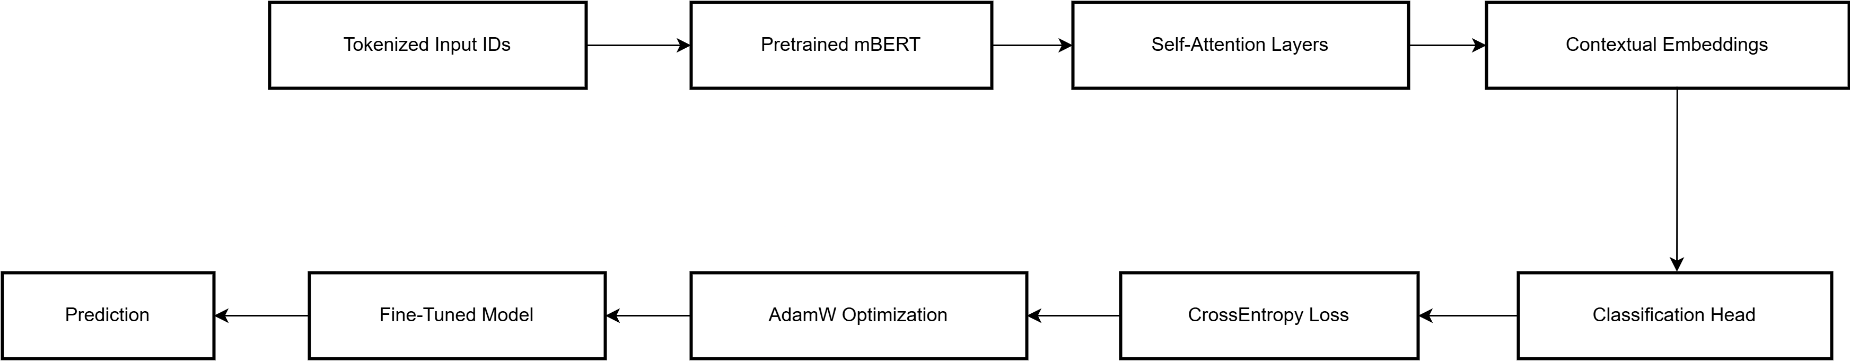 Tokenized Input IDs
Pretrained mBERT
Self-Attention Layers
Contextual Embeddings
Classification Head
CrossEntropy Loss
AdamW Optimization
Fine-Tuned Model
Prediction